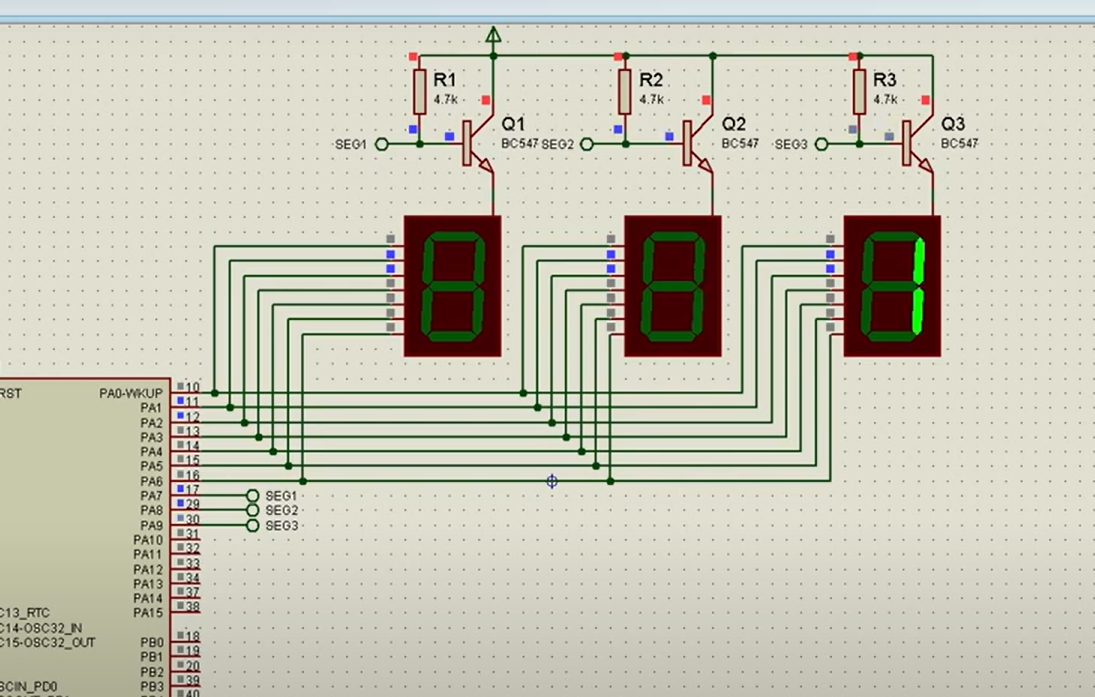 R1
4.7k
R2
4.7k
R3
4.7k
Q1
BC547
Q2
BC547
Q3
BC547
SEG1
SEG2
SEG3
RST
PA0-WKUP 10
PA1 11
PA2 12
PA3 13
PA4 14
PA5 15
PA6 16
PA7 17 SEG1
PA8 29 SEG2
PA9 30 SEG3
PA10 31
PA11 32
PA12 33
PA13 34
PA14 37
PA15 38
C13_RTC
C14-OSC32_IN
C15-OSC32_OUT
PB0 18
PB1 19
PB2 20
PB3 39
SCIN_PD0
40